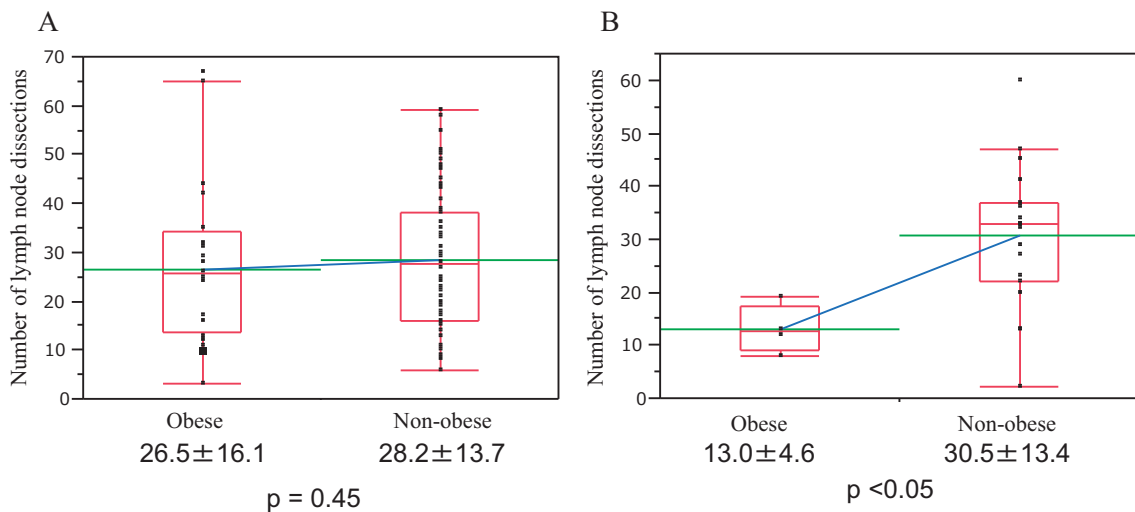 A
Number of lymph node dissections
70
60
50
40
30
20
10
0
Obese
Non-obese
26.5±16.1
28.2±13.7
p = 0.45
B
Number of lymph node dissections
60
50
40
30
20
10
0
Obese
Non-obese
13.0±4.6
30.5±13.4
p <0.05